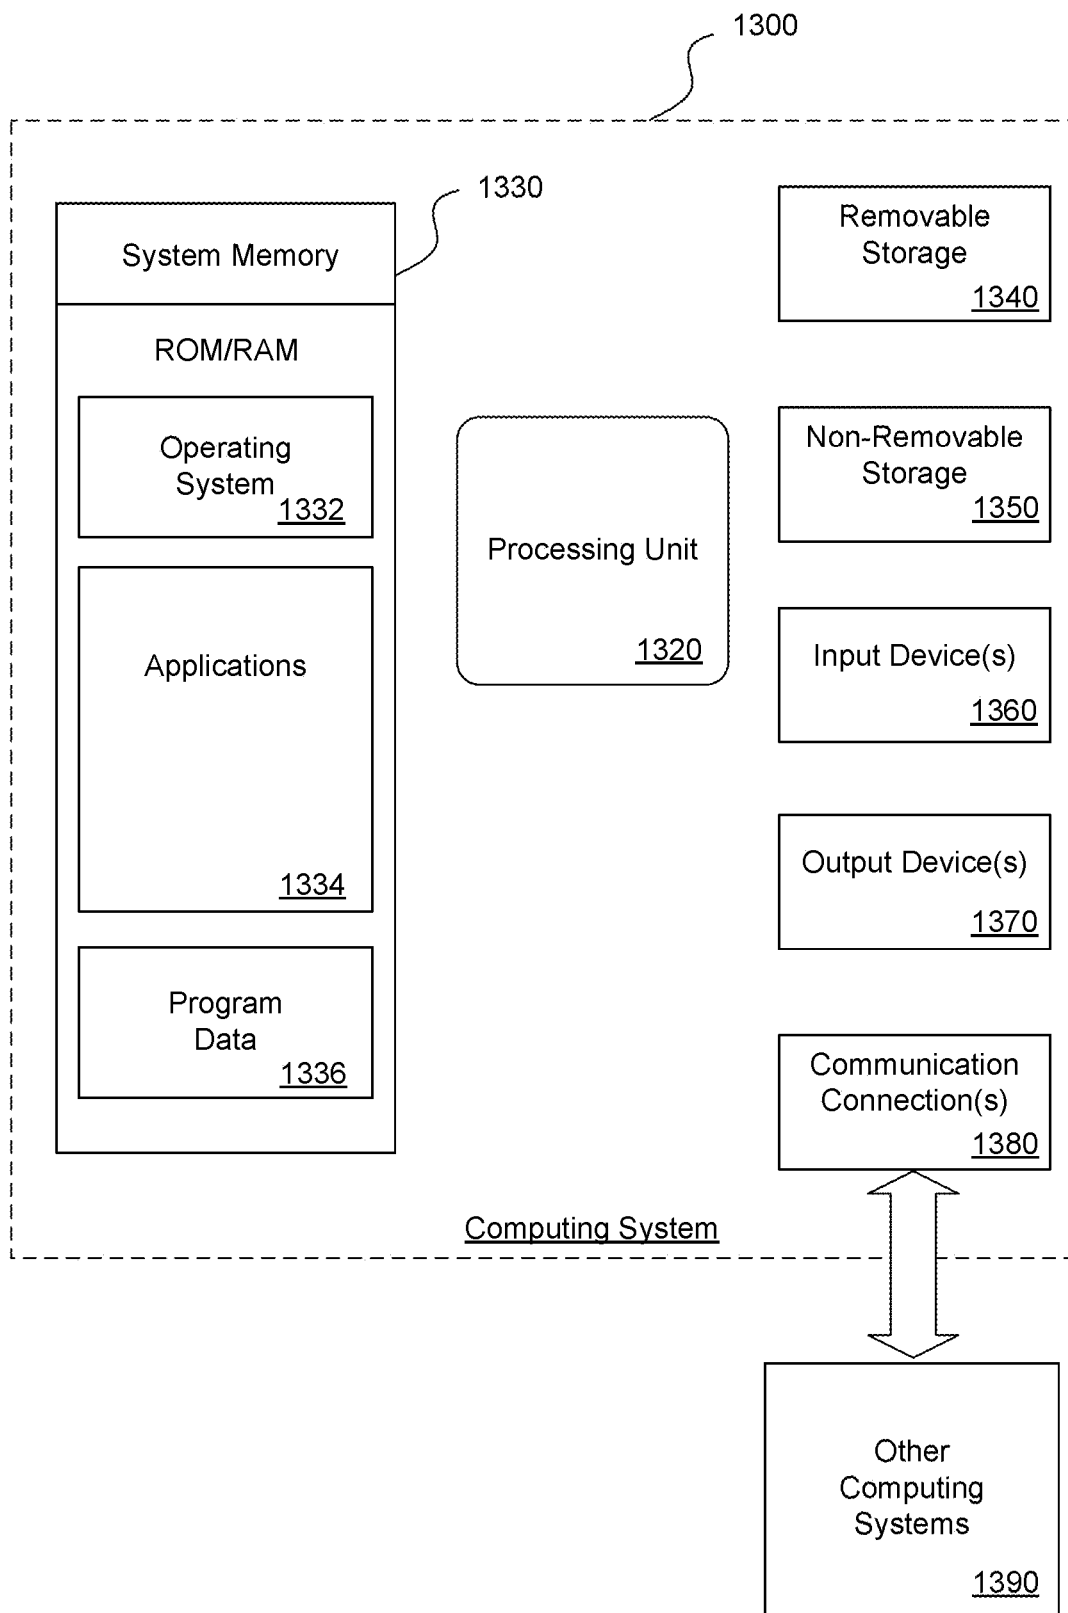 1300
1330
System Memory
ROM/RAM
Operating
System
1332
Applications
1334
Program
Data
1336
Processing Unit
1320
Removable
Storage
1340
Non-Removable
Storage
1350
Input Device(s)
1360
Output Device(s)
1370
Communication
Connection(s)
1380
Computing System
Other
Computing
Systems
1390